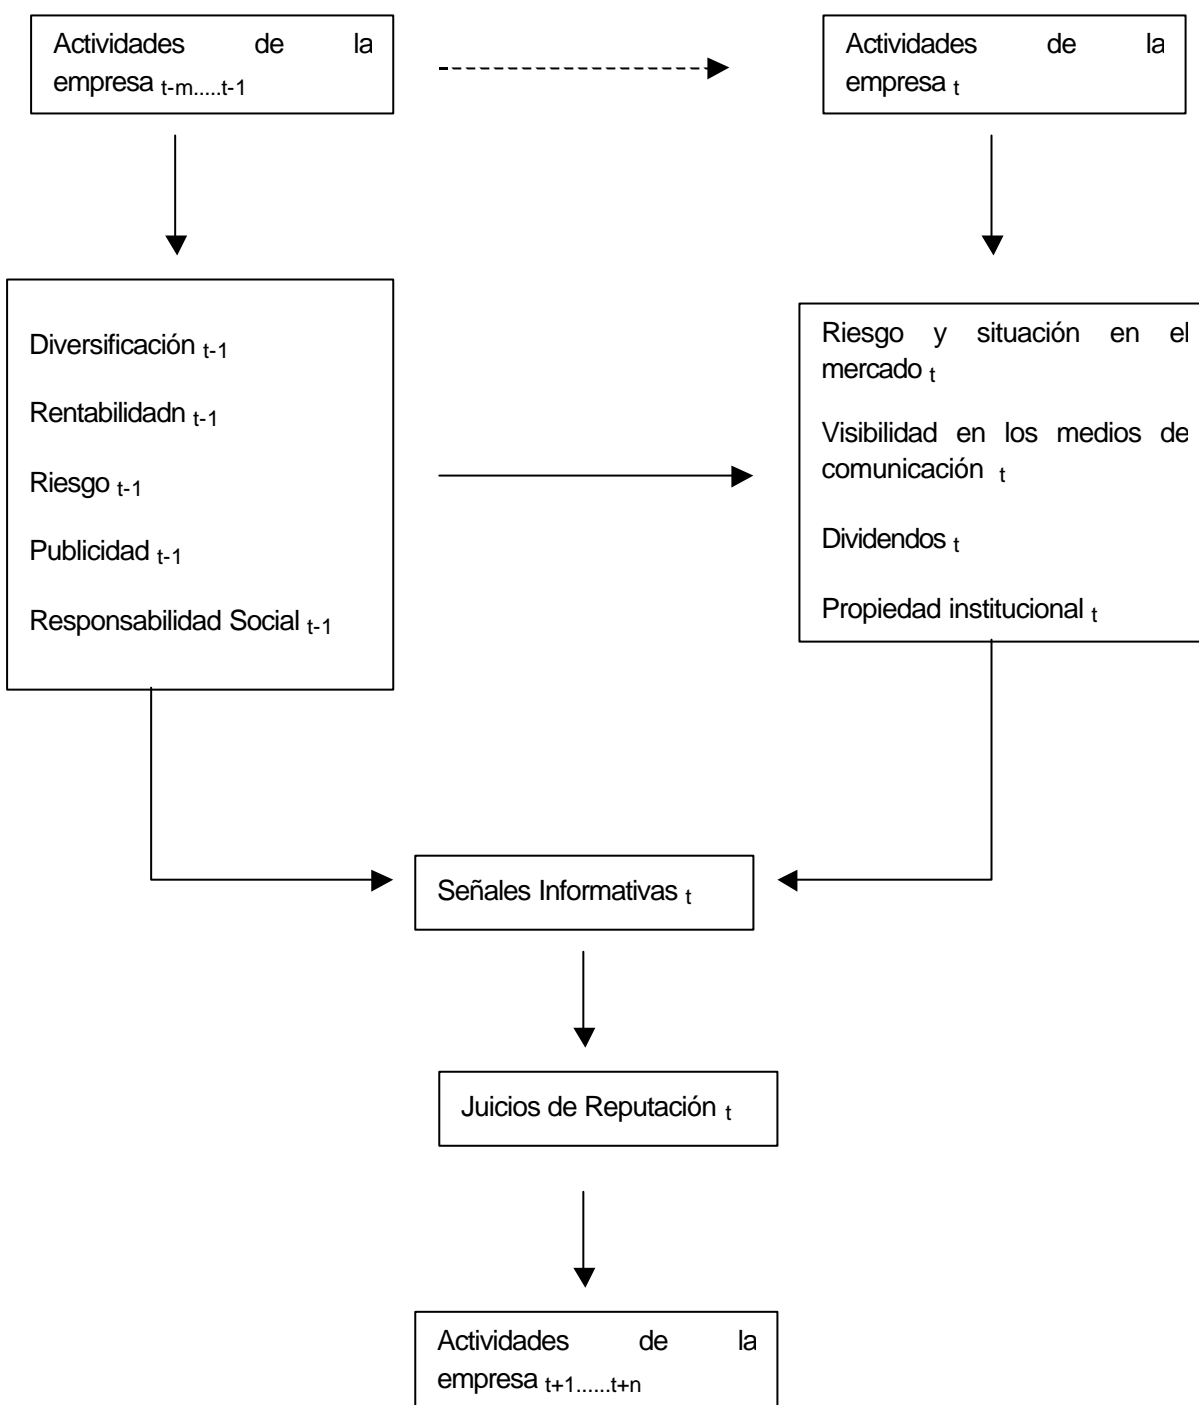 Actividades de la
empresa t-m.....t-1
Actividades de la
empresa t
Diversificación t-1
Rentabilidadn t-1
Riesgo t-1
Publicidad t-1
Responsabilidad Social t-1
Riesgo y situación en el
mercado t
Visibilidad en los medios de
comunicación t
Dividendos t
Propiedad institucional t
Señales Informativas t
Juicios de Reputación t
Actividades de la
empresa t+1......t+n